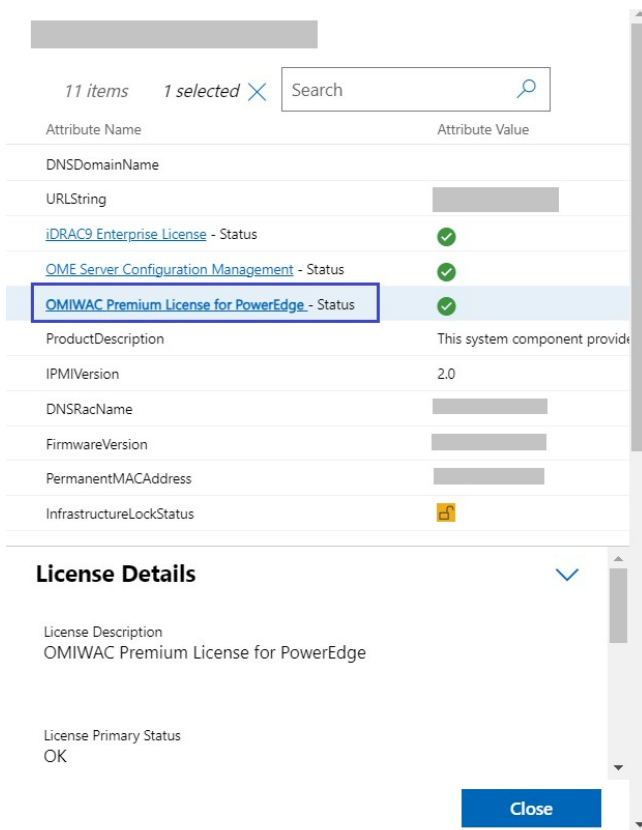 11 items 1 selected Search
Attribute Name Attribute Value
DNSDomainName
URLString
iDRAC9 Enterprise License - Status
OME Server Configuration Management - Status
OMIWAC Premium License for PowerEdge - Status
ProductDescription This system component provide
IPMIVersion 2.0
DNSRacName
FirmwareVersion
PermanentMACAddress
InfrastructureLockStatus
License Details
License Description
OMIWAC Premium License for PowerEdge
License Primary Status
OK
Close